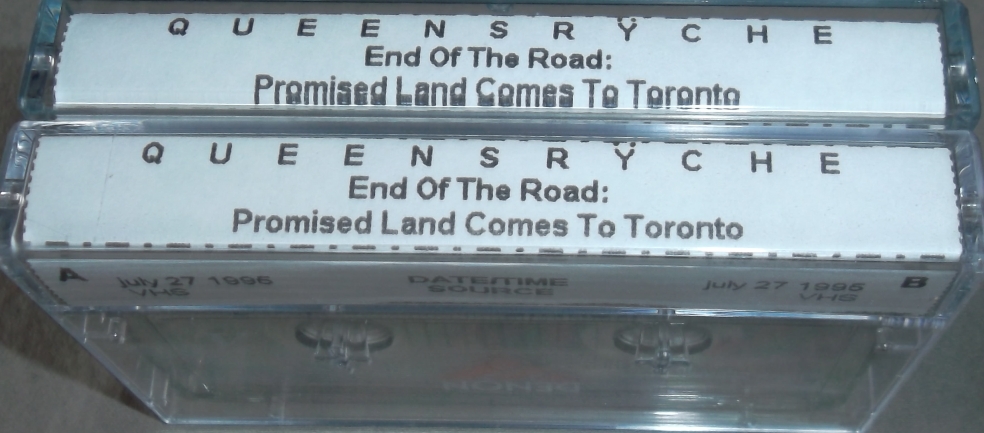 Q U E E N S R Ÿ C H E
End Of The Road:
Promised Land Comes To Toronto
Q U E E N S R Ÿ C H E
End Of The Road:
Promised Land Comes To Toronto
A July 27 1995 DATE/TIME July 27 1995 B
VHS SOURCE VHS
DENON